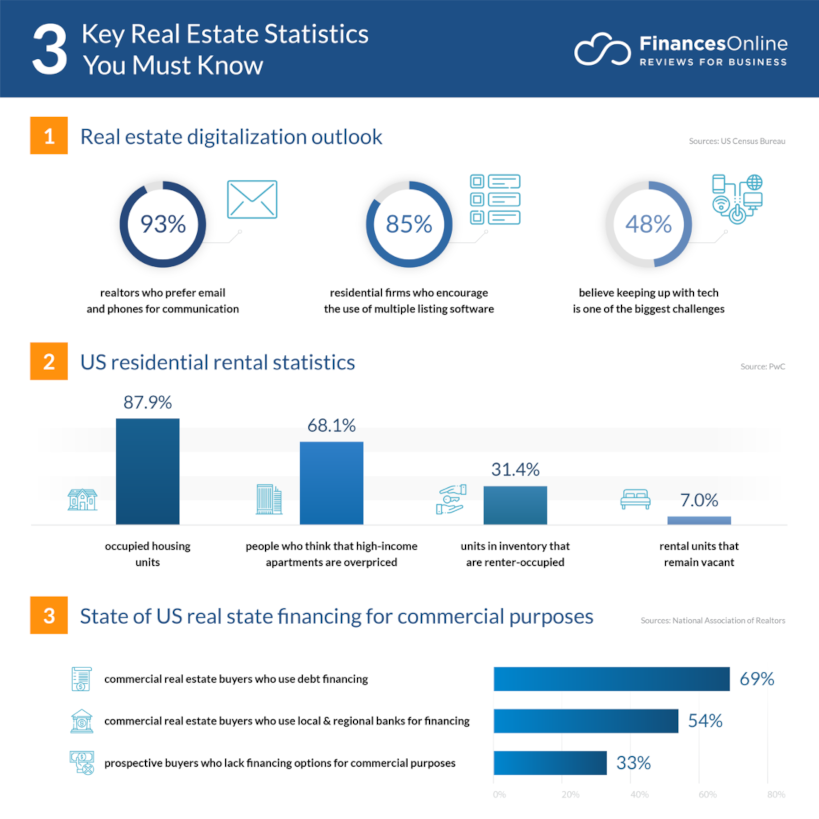 3
Key Real Estate Statistics
You Must Know
FinancesOnline
REVIEWS FOR BUSINESS
1
Real estate digitalization outlook
Sources: US Census Bureau
93%
85%
48%
realtors who prefer email
and phones for communication
residential firms who encourage
the use of multiple listing software
believe keeping up with tech
is one of the biggest challenges
2
US residential rental statistics
Source: PwC
87.9%
68.1%
31.4%
7.0%
occupied housing
units
people who think that high-income
apartments are overpriced
units in inventory that
are renter-occupied
rental units that
remain vacant
3
State of US real state financing for commercial purposes
Sources: National Association of Realtors
commercial real estate buyers who use debt financing
69%
commercial real estate buyers who use local & regional banks for financing
54%
prospective buyers who lack financing options for commercial purposes
33%
0%
20%
40%
60%
80%